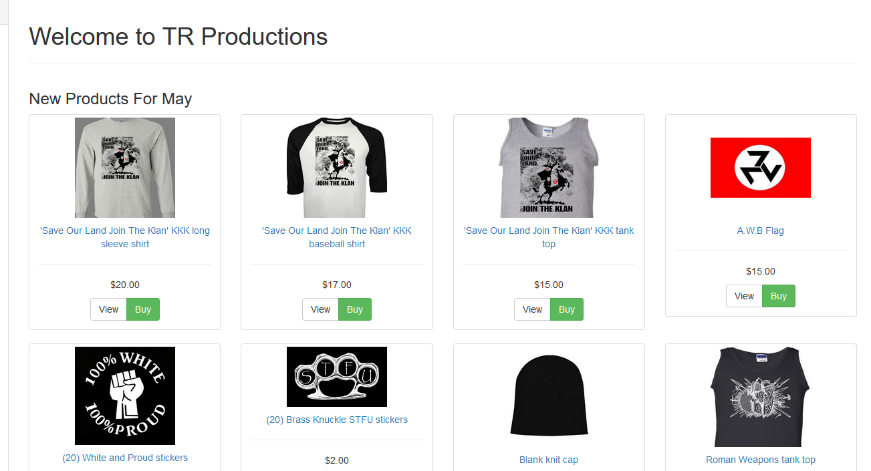 Welcome to TR Productions
New Products For May
SAVE
OUR
LAND
JOIN THE KLAN
SAVE
OUR
LAND
JOIN THE KLAN
SAVE
OUR
LAND
JOIN THE KLAN
'Save Our Land Join The Klan' KKK long
sleeve shirt
'Save Our Land Join The Klan' KKK
baseball shirt
'Save Our Land Join The Klan' KKK tank
top
A.W.B Flag
$20.00
$17.00
$15.00
$15.00
View Buy
View Buy
View Buy
View Buy
100% WHITE
100% PROUD
STFU
(20) White and Proud stickers
(20) Brass Knuckle STFU stickers
$2.00
Blank knit cap
Roman Weapons tank top